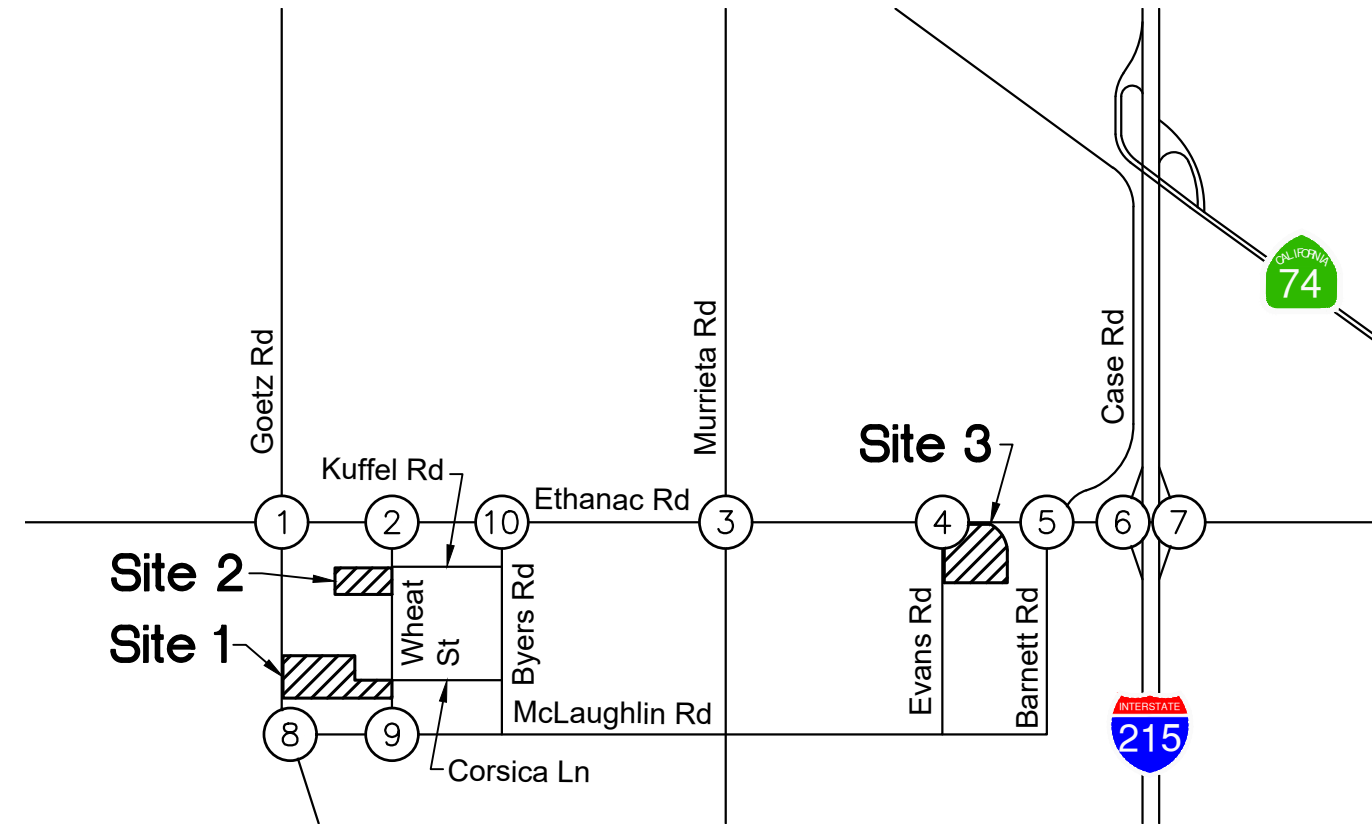 CALIFORNIA
74
Goetz Rd
Murrieta Rd
Case Rd
Site 3
Kuffel Rd
Ethanac Rd
1
2
10
3
4
5
6
7
Site 2
Wheat
St
Byers Rd
Evans Rd
Barnett Rd
Site 1
McLaughlin Rd
INTERSTATE
215
8
9
Corsica Ln